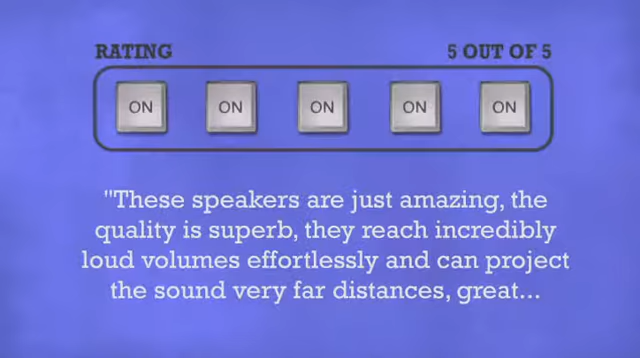 RATING 5 OUT OF 5
ON ON ON ON ON
"These speakers are just amazing, the
quality is superb, they reach incredibly
loud volumes effortlessly and can project
the sound very far distances, great...